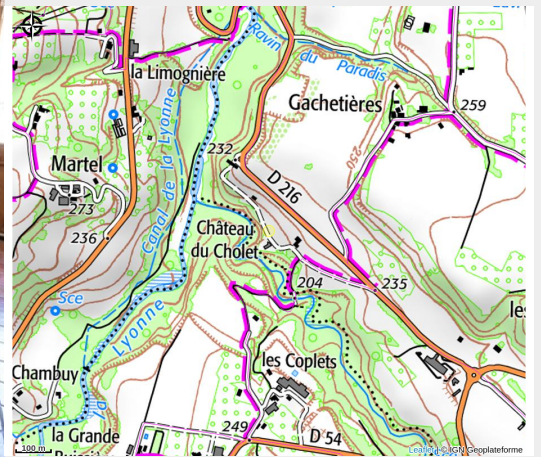 Ravin
du
Paradis
la Limognière
Gachetières
259
250
Martel
273
236
232
D 216
Canal de la Lyonne
Château
du Cholet
204
235
Sce
Lyonne
les Coplets
Chambuy
la Grande
249
D 54
100 m
Leaflet | © IGN Geoplateforme